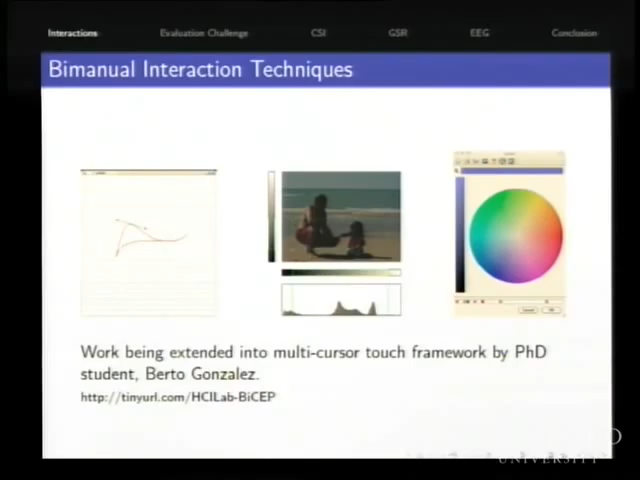 Interactions Evaluation Challenge CSI GSR EEG Conclusion
Bimanual Interaction Techniques
Work being extended into multi-cursor touch framework by PhD
student, Berto Gonzalez.
http://tinyurl.com/HCILab-BiCEP
UNIVERSITY